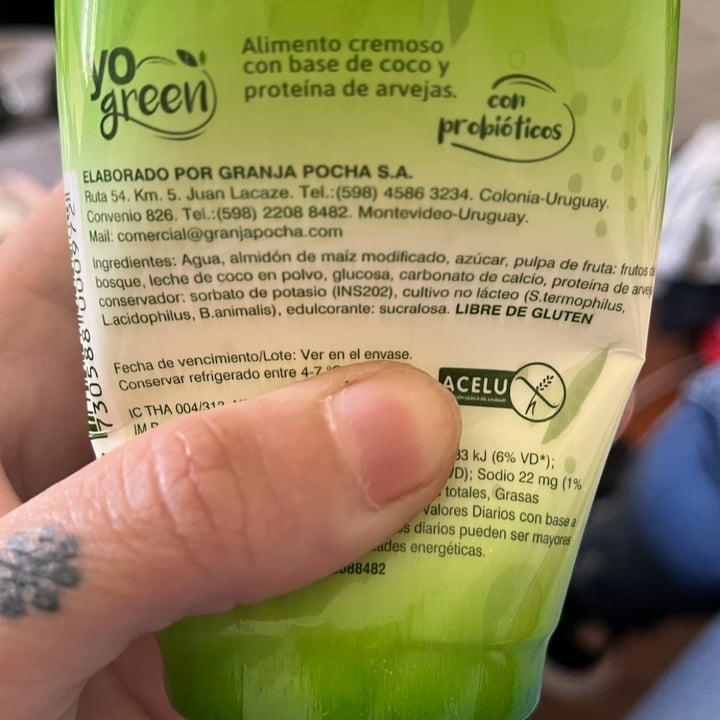 yo
green
Alimento cremoso
con base de coco y
proteína de arvejas.
con
probióticos
ELABORADO POR GRANJA POCHA S.A.
Ruta 54. Km. 5. Juan Lacaze. Tel.:(598) 4586 3234. Colonia-Uruguay.
Convenio 826. Tel.:(598) 2208 8482. Montevideo-Uruguay.
Mail: comercial@granjapocha.com
Ingredientes: Agua, almidón de maíz modificado, azúcar, pulpa de fruta: frutos
bosque, leche de coco en polvo, glucosa, carbonato de calcio, proteína de
conservador: sorbato de potasio (INS202), cultivo no lácteo (S.termophilus,
L.acidophilus, B.animalis), edulcorante: sucralosa. LIBRE DE GLUTEN
Fecha de vencimiento/Lote: Ver en el envase.
Conservar refrigerado entre 4-7
ACELU
IC THA
kJ (6% VD*);
Sodio 22 mg (1%
totales, Grasas
Valores Diarios con base a
diarios pueden ser mayores
energéticas.